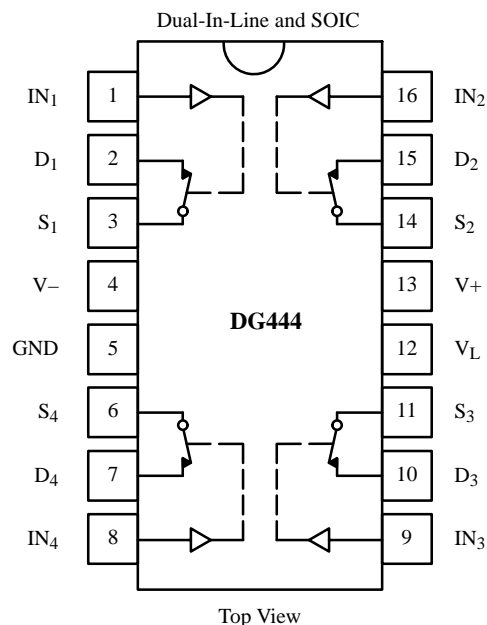 Dual-In-Line and SOIC
IN1 1 16 IN2
D1 2 15 D2
S1 3 14 S2
V– 4 13 V+
DG444
GND 5 12 VL
S4 6 11 S3
D4 7 10 D3
IN4 8 9 IN3
Top View